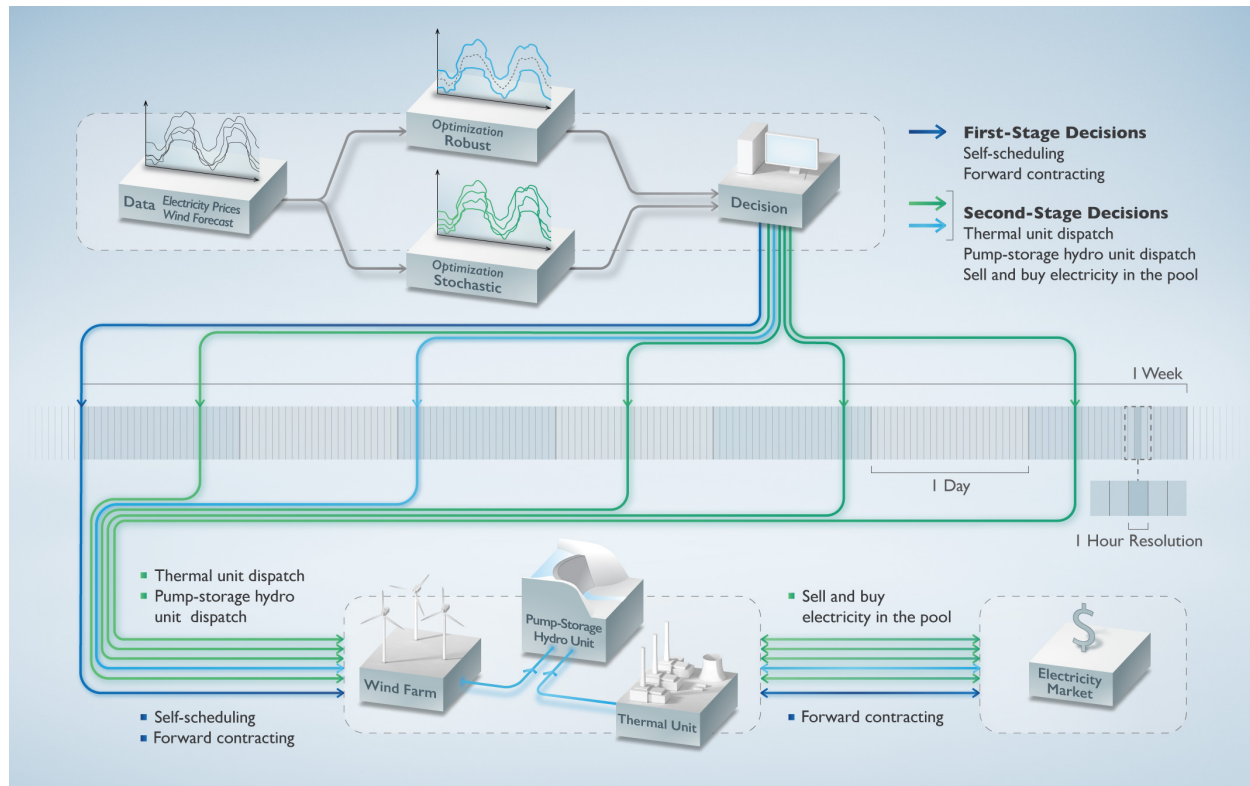 Data Electricity Prices
Wind Forecast
Optimization
Robust
Optimization
Stochastic
Decision
First-Stage Decisions
Self-scheduling
Forward contracting
Second-Stage Decisions
Thermal unit dispatch
Pump-storage hydro unit dispatch
Sell and buy electricity in the pool
1 Week
1 Day
1 Hour Resolution
Thermal unit dispatch
Pump-storage hydro
unit dispatch
Self-scheduling
Forward contracting
Wind Farm
Pump-Storage
Hydro Unit
Thermal Unit
Sell and buy
electricity in the pool
Forward contracting
$
Electricity
Market